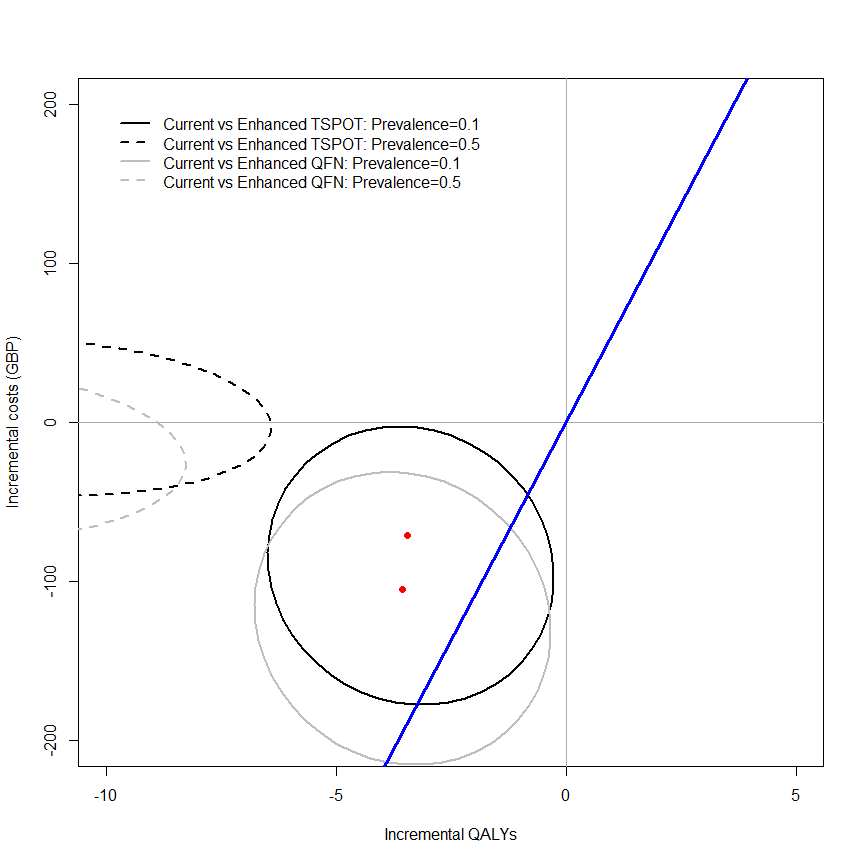 Current vs Enhanced TSPOT: Prevalence=0.1
Current vs Enhanced TSPOT: Prevalence=0.5
Current vs Enhanced QFN: Prevalence=0.1
Current vs Enhanced QFN: Prevalence=0.5
Incremental costs (GBP)
200
100
0
-100
-200
-10
-5
0
5
Incremental QALYs